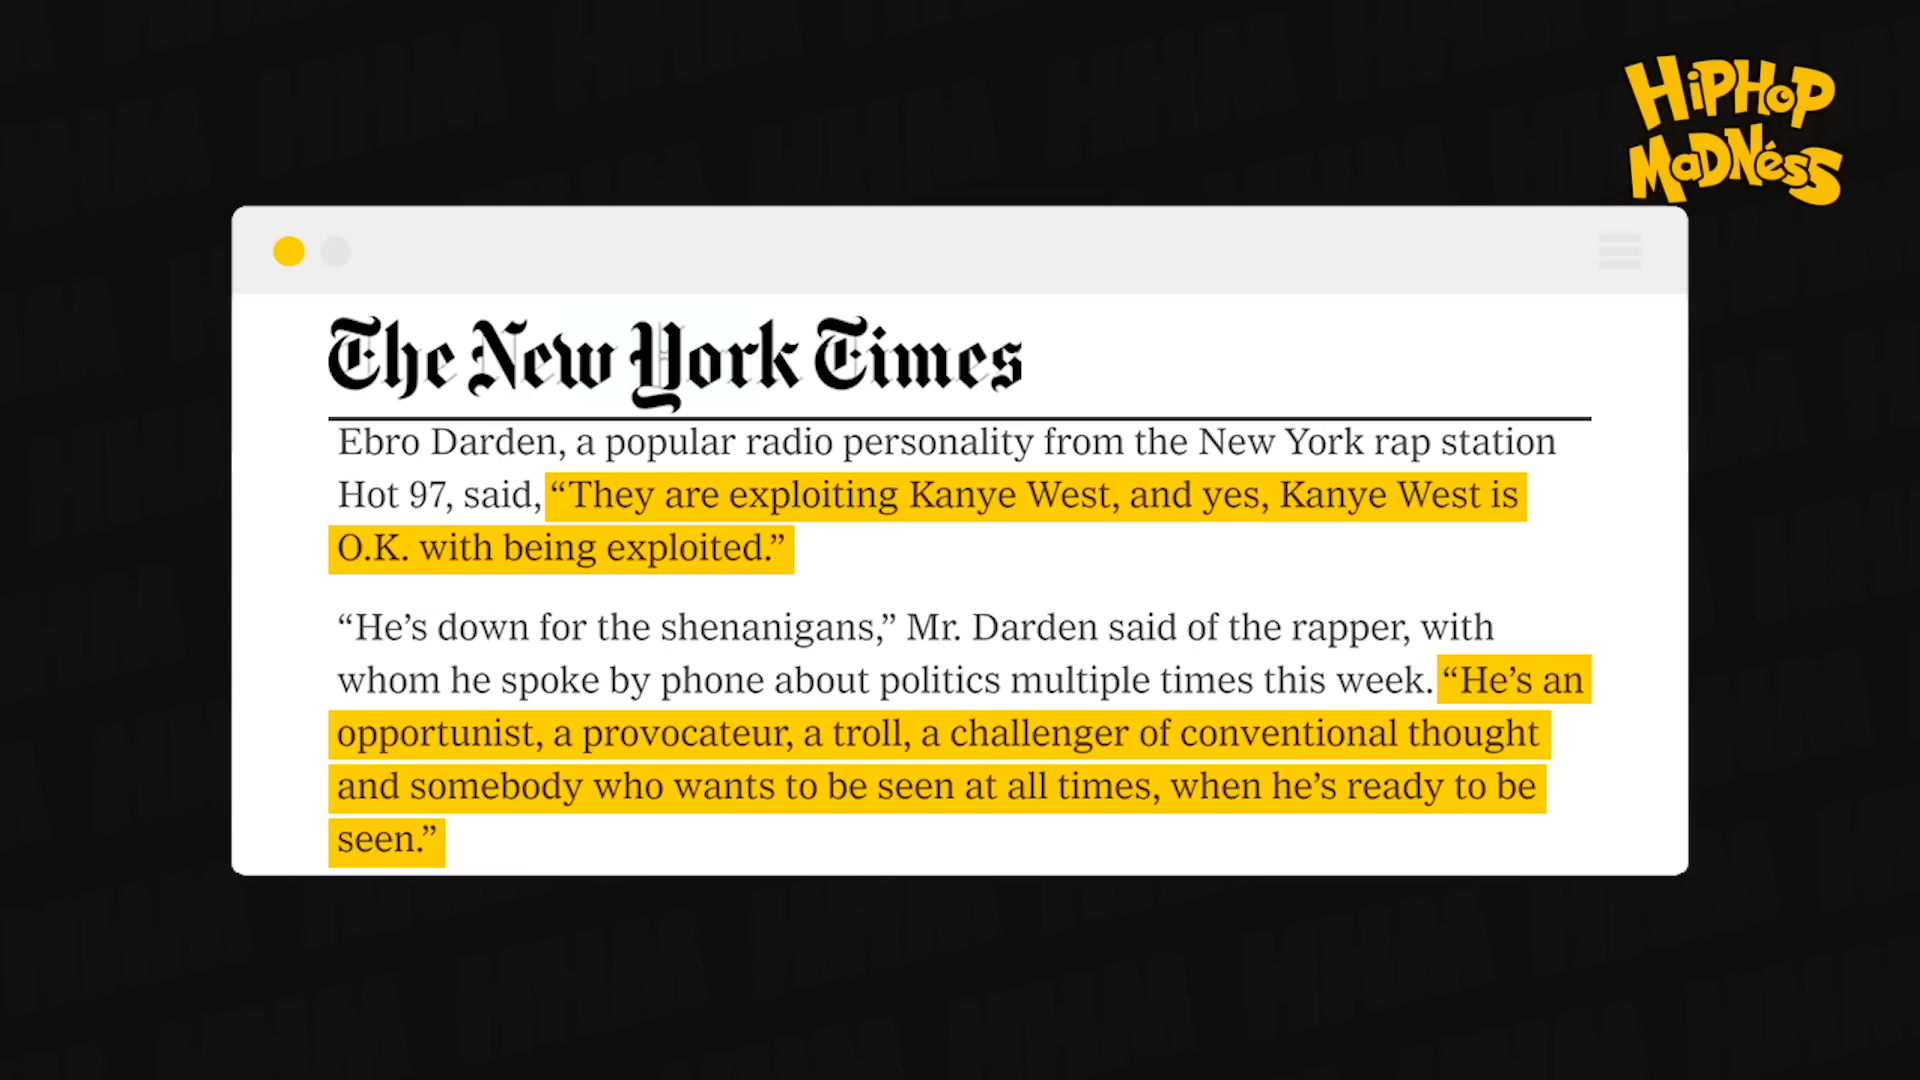 HiPHOP
MaDNéSS
The New York Times
Ebro Darden, a popular radio personality from the New York rap station
Hot 97, said, “They are exploiting Kanye West, and yes, Kanye West is
O.K. with being exploited.”
“He’s down for the shenanigans,” Mr. Darden said of the rapper, with
whom he spoke by phone about politics multiple times this week. “He’s an
opportunist, a provocateur, a troll, a challenger of conventional thought
and somebody who wants to be seen at all times, when he’s ready to be
seen.”